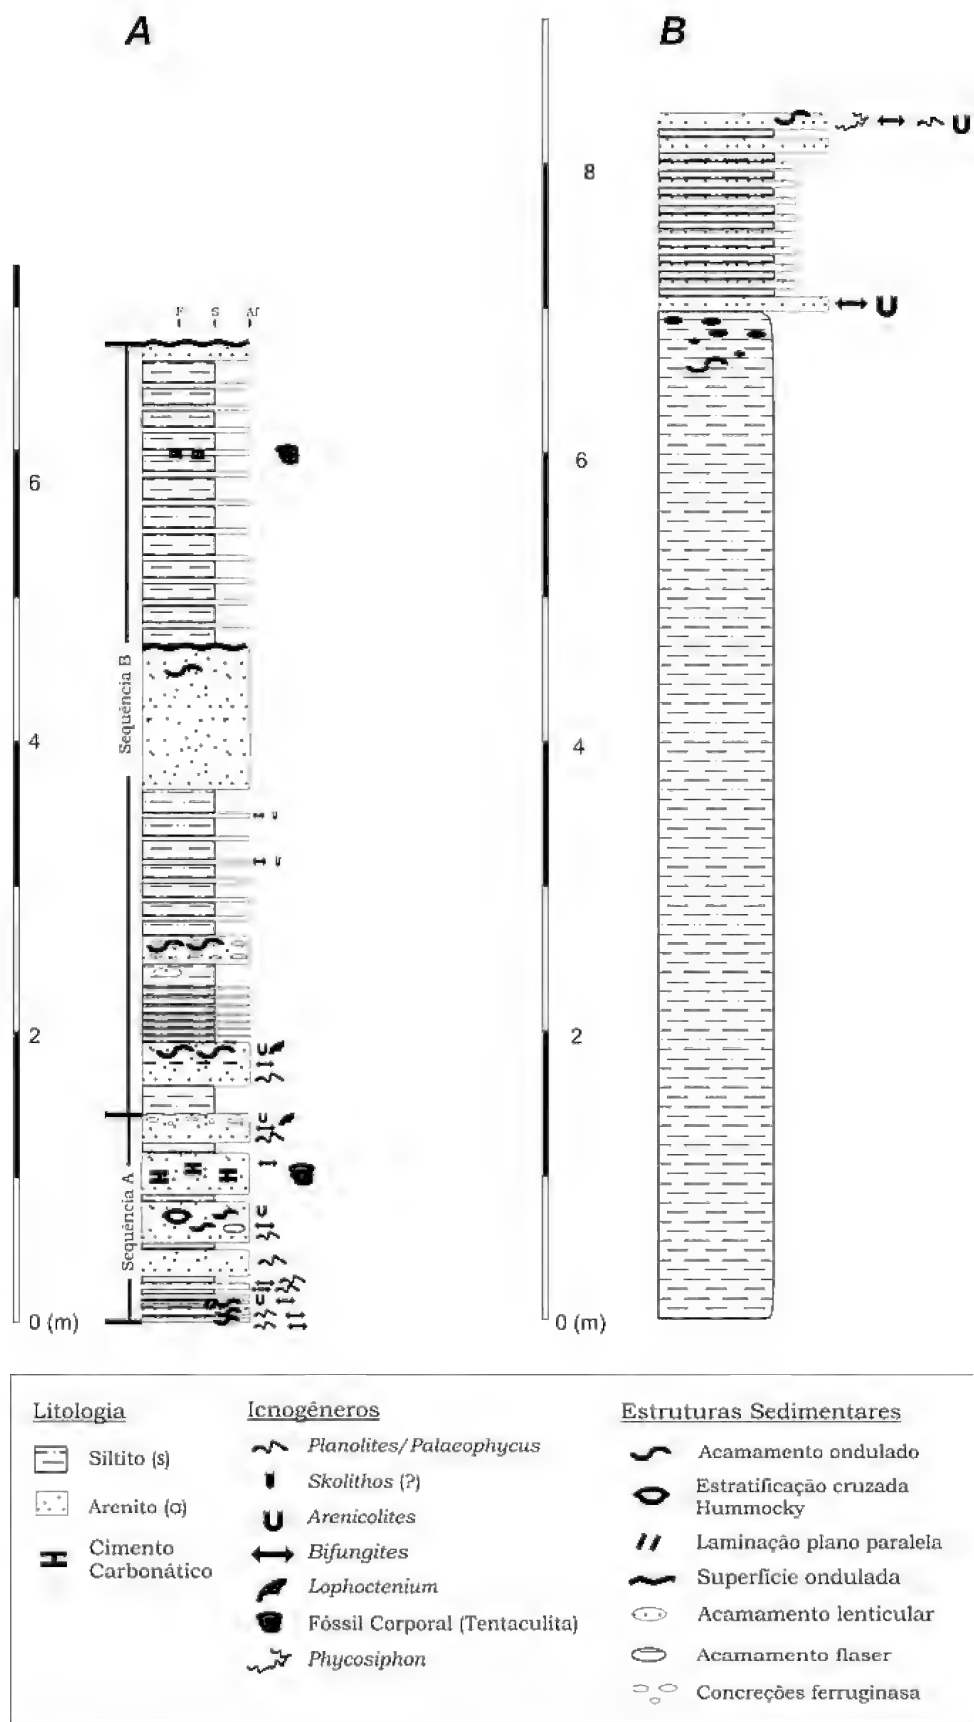 A
B
F S Af
8
6
4
2
0 (m)
Sequência B
Sequência A
8
6
4
2
0 (m)
Litologia
Siltito (s)
Arenito (a)
Cimento
Carbonático
Icnogêneros
Planolites/Palaeophycus
Skolithos (?)
Arenicolites
Bifungites
Lophoctenium
Fóssil Corporal (Tentaculita)
Phycosiphon
Estruturas Sedimentares
Acamamento ondulado
Estratificação cruzada
Hummocky
Laminação plano paralela
Superfície ondulada
Acamamento lenticular
Acamamento flaser
Concreções ferruginasa